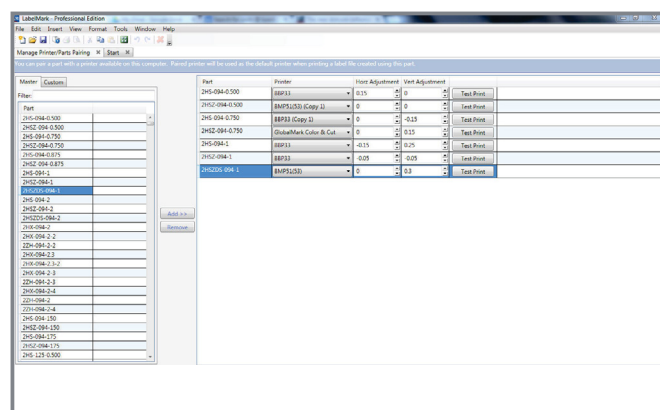 LabelMark - Professional Edition
File Edit Insert View Format Tools Window Help
Manage Printer/Parts Pairing Start
You can pair a part with a printer available on this computer. Paired printer will be used as the default printer when printing a label file created using this part.
Master Custom
Filter:
Part
2HS-094-0.500
2HSZ-094-0.500
2HS-094-0.750
2HSZ-094-0.750
2HS-094-0.875
2HSZ-094-0.875
2HS-094-1
2HSZ-094-1
2HSZDS-094-1
2HS-094-2
2HSZ-094-2
2HSZDS-094-2
2HX-094-2
2HX-094-2-2
2ZH-094-2-2
2HX-094-2.3
2HX-094-2.3-2
2HX-094-2-3
2ZH-094-2-3
2HX-094-2-4
2ZH-094-2
2ZH-094-2-4
2HS-094-150
2HSZ-094-150
2HS-094-175
2HSZ-094-175
2HS-125-0.500
Add >>
Remove
Part Printer Horz Adjustment Vert Adjustment
2HS-094-0.500 BBP33 0.15 0 Test Print
2HSZ-094-0.500 BMP51(53) (Copy 1) 0 0 Test Print
2HS-094-0.750 BBP33 (Copy 1) 0 -0.15 Test Print
2HSZ-094-0.750 GlobalMark Color & Cut 0 0.15 Test Print
2HS-094-1 BBP33 -0.15 0.25 Test Print
2HSZ-094-1 BBP33 -0.05 -0.05 Test Print
2HSZDS-094-1 BMP51(53) 0 0.3 Test Print